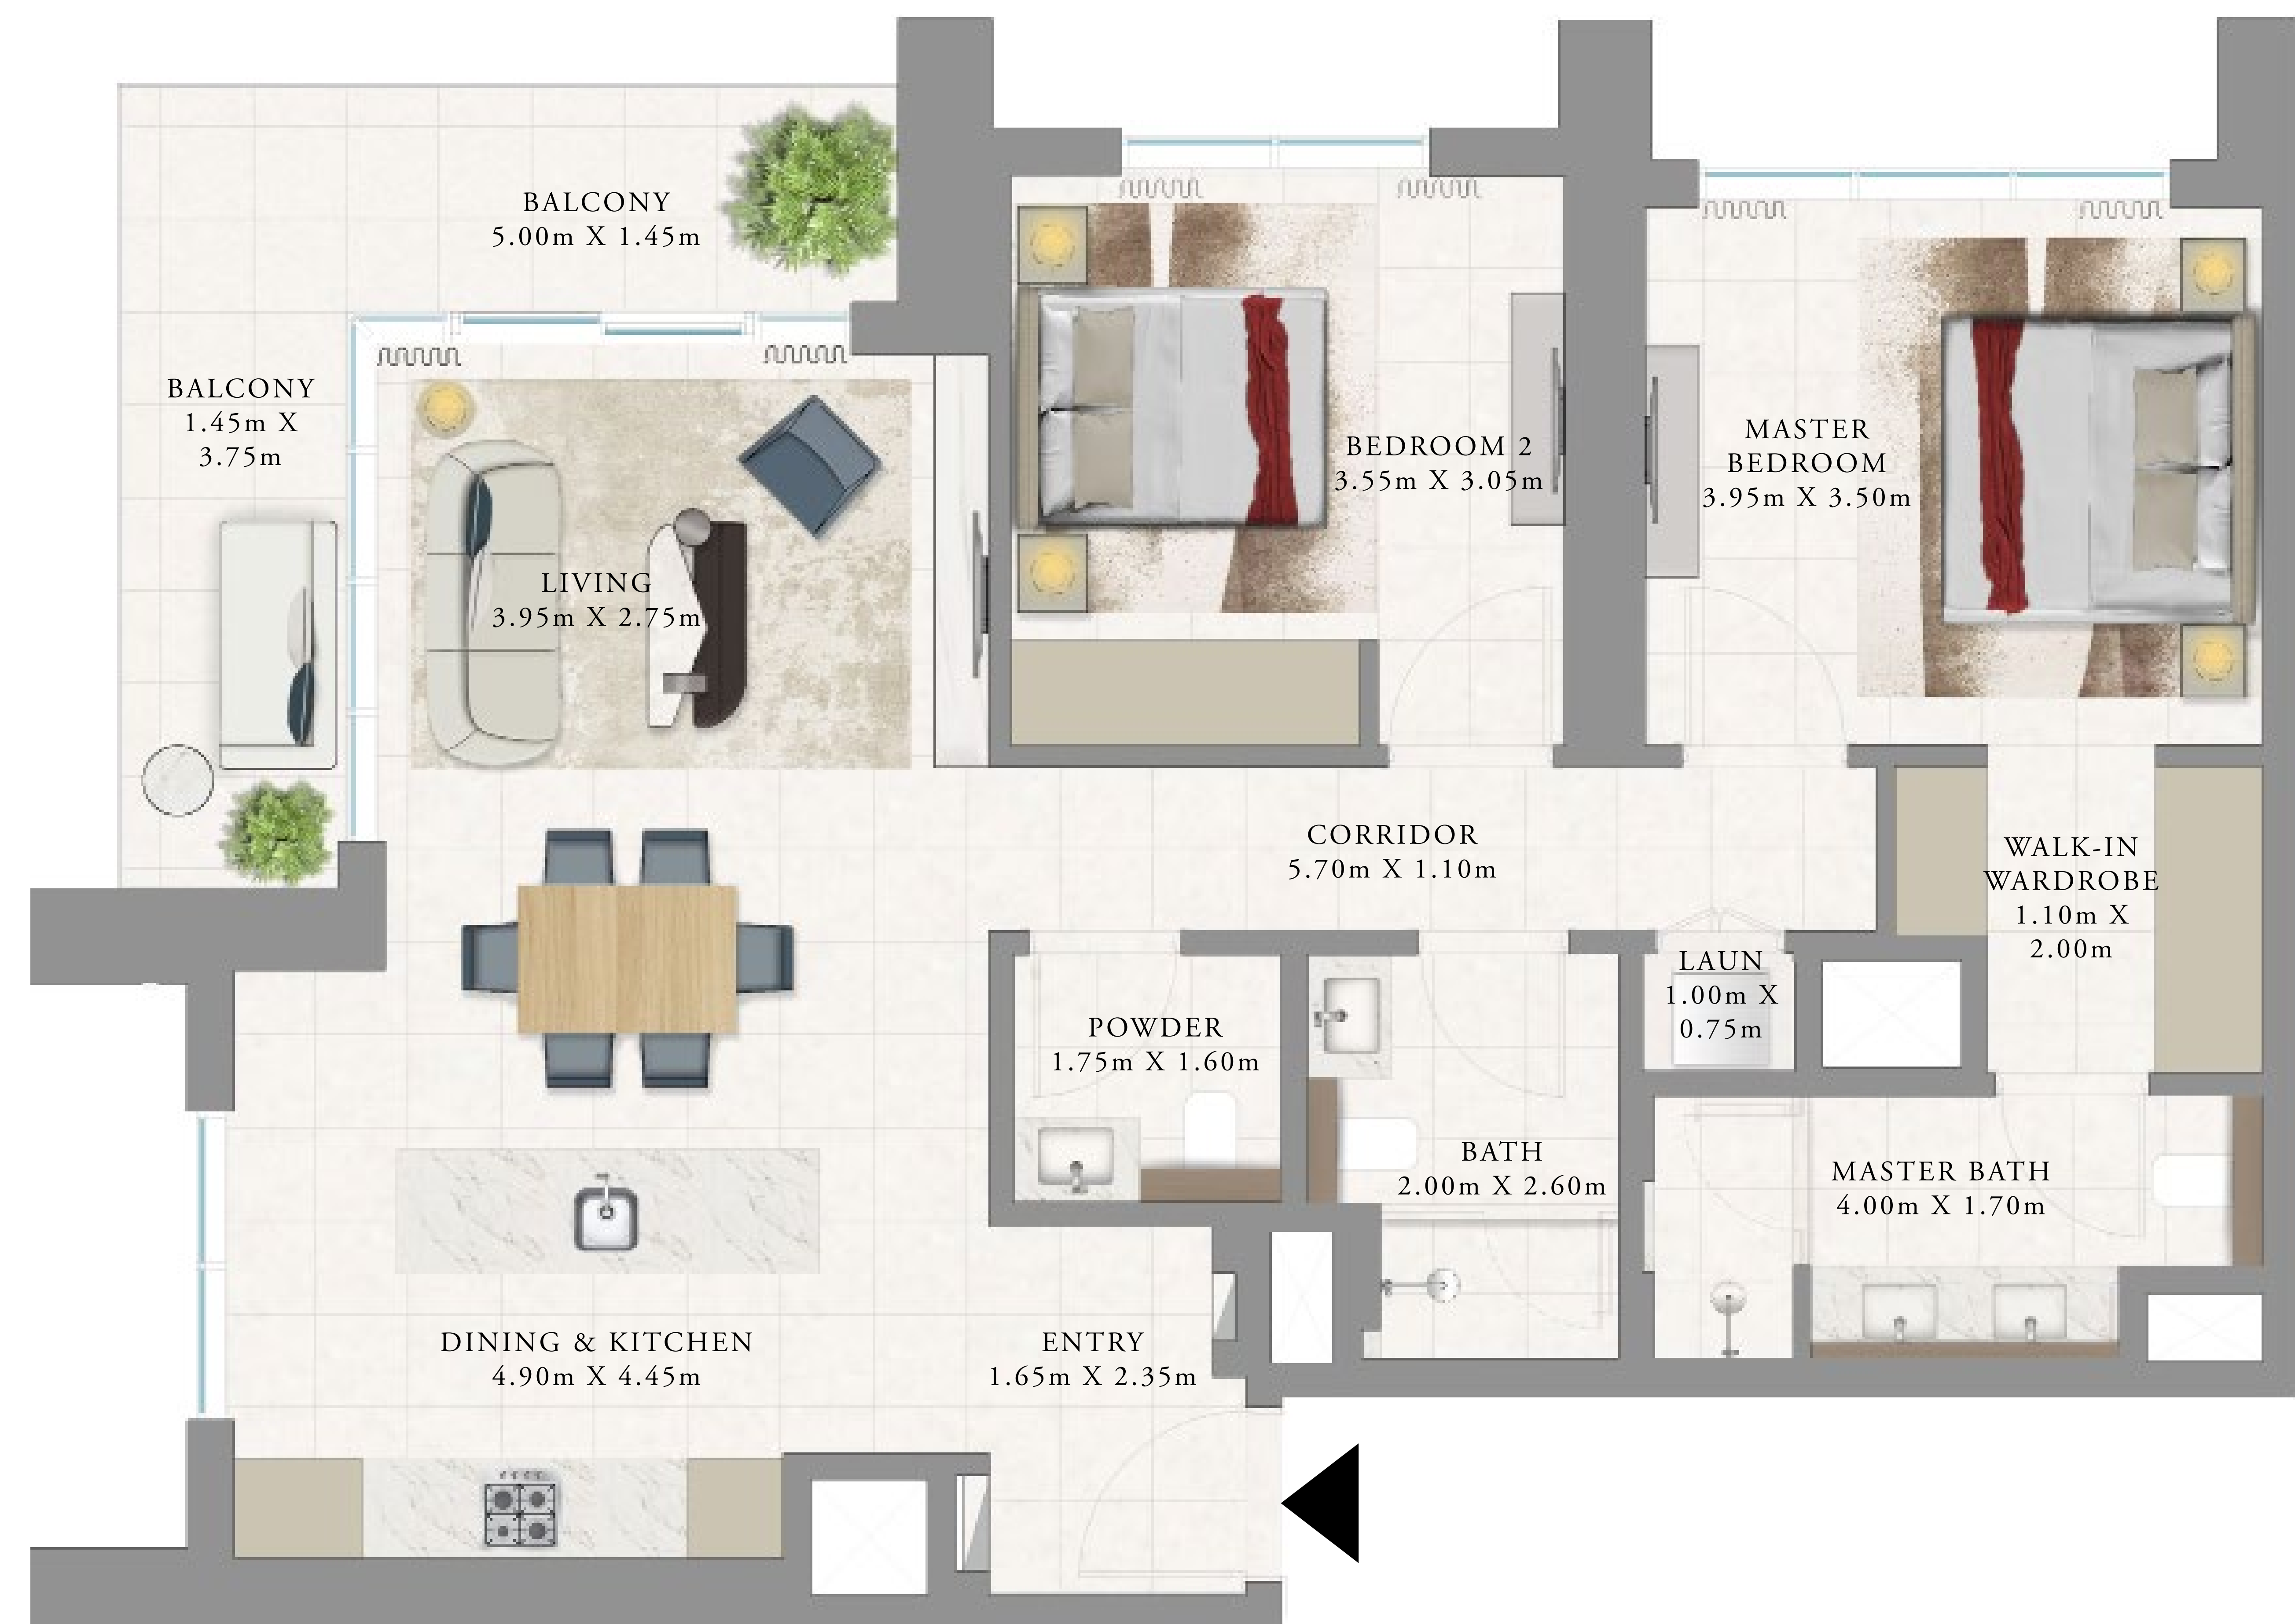 BALCONY
5.00m X 1.45m
BALCONY
1.45m X
3.75m
LIVING
3.95m X 2.75m
BEDROOM 2
3.55m X 3.05m
MASTER
BEDROOM
3.95m X 3.50m
CORRIDOR
5.70m X 1.10m
WALK-IN
WARDROBE
1.10m X
2.00m
LAUN
1.00m X
0.75m
POWDER
1.75m X 1.60m
BATH
2.00m X 2.60m
MASTER BATH
4.00m X 1.70m
DINING & KITCHEN
4.90m X 4.45m
ENTRY
1.65m X 2.35m